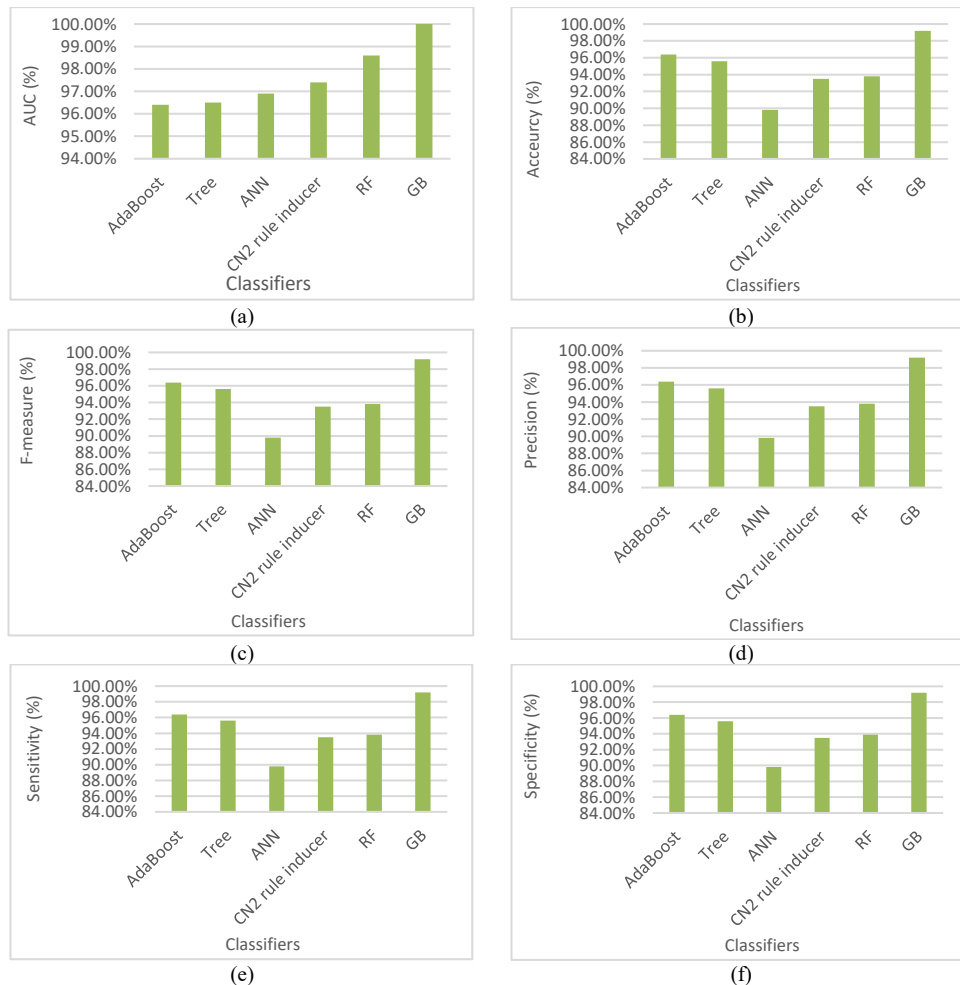 AUC (%)
100.00%
99.00%
98.00%
97.00%
96.00%
95.00%
94.00%
AdaBoost
Tree
ANN
CN2 rule inducer
RF
GB
Classifiers
(a)
Acceurcy (%)
100.00%
98.00%
96.00%
94.00%
92.00%
90.00%
88.00%
86.00%
84.00%
AdaBoost
Tree
ANN
CN2 rule inducer
RF
GB
Classifiers
(b)
F-measure (%)
100.00%
98.00%
96.00%
94.00%
92.00%
90.00%
88.00%
86.00%
84.00%
AdaBoost
Tree
ANN
CN2 rule inducer
RF
GB
Classifiers
(c)
Precision (%)
100.00%
98.00%
96.00%
94.00%
92.00%
90.00%
88.00%
86.00%
84.00%
AdaBoost
Tree
ANN
CN2 rule inducer
RF
GB
Classifiers
(d)
Sensitivity (%)
100.00%
98.00%
96.00%
94.00%
92.00%
90.00%
88.00%
86.00%
84.00%
AdaBoost
Tree
ANN
CN2 rule inducer
RF
GB
Classifiers
(e)
Specificity (%)
100.00%
98.00%
96.00%
94.00%
92.00%
90.00%
88.00%
86.00%
84.00%
AdaBoost
Tree
ANN
CN2 rule inducer
RF
GB
Classifiers
(f)